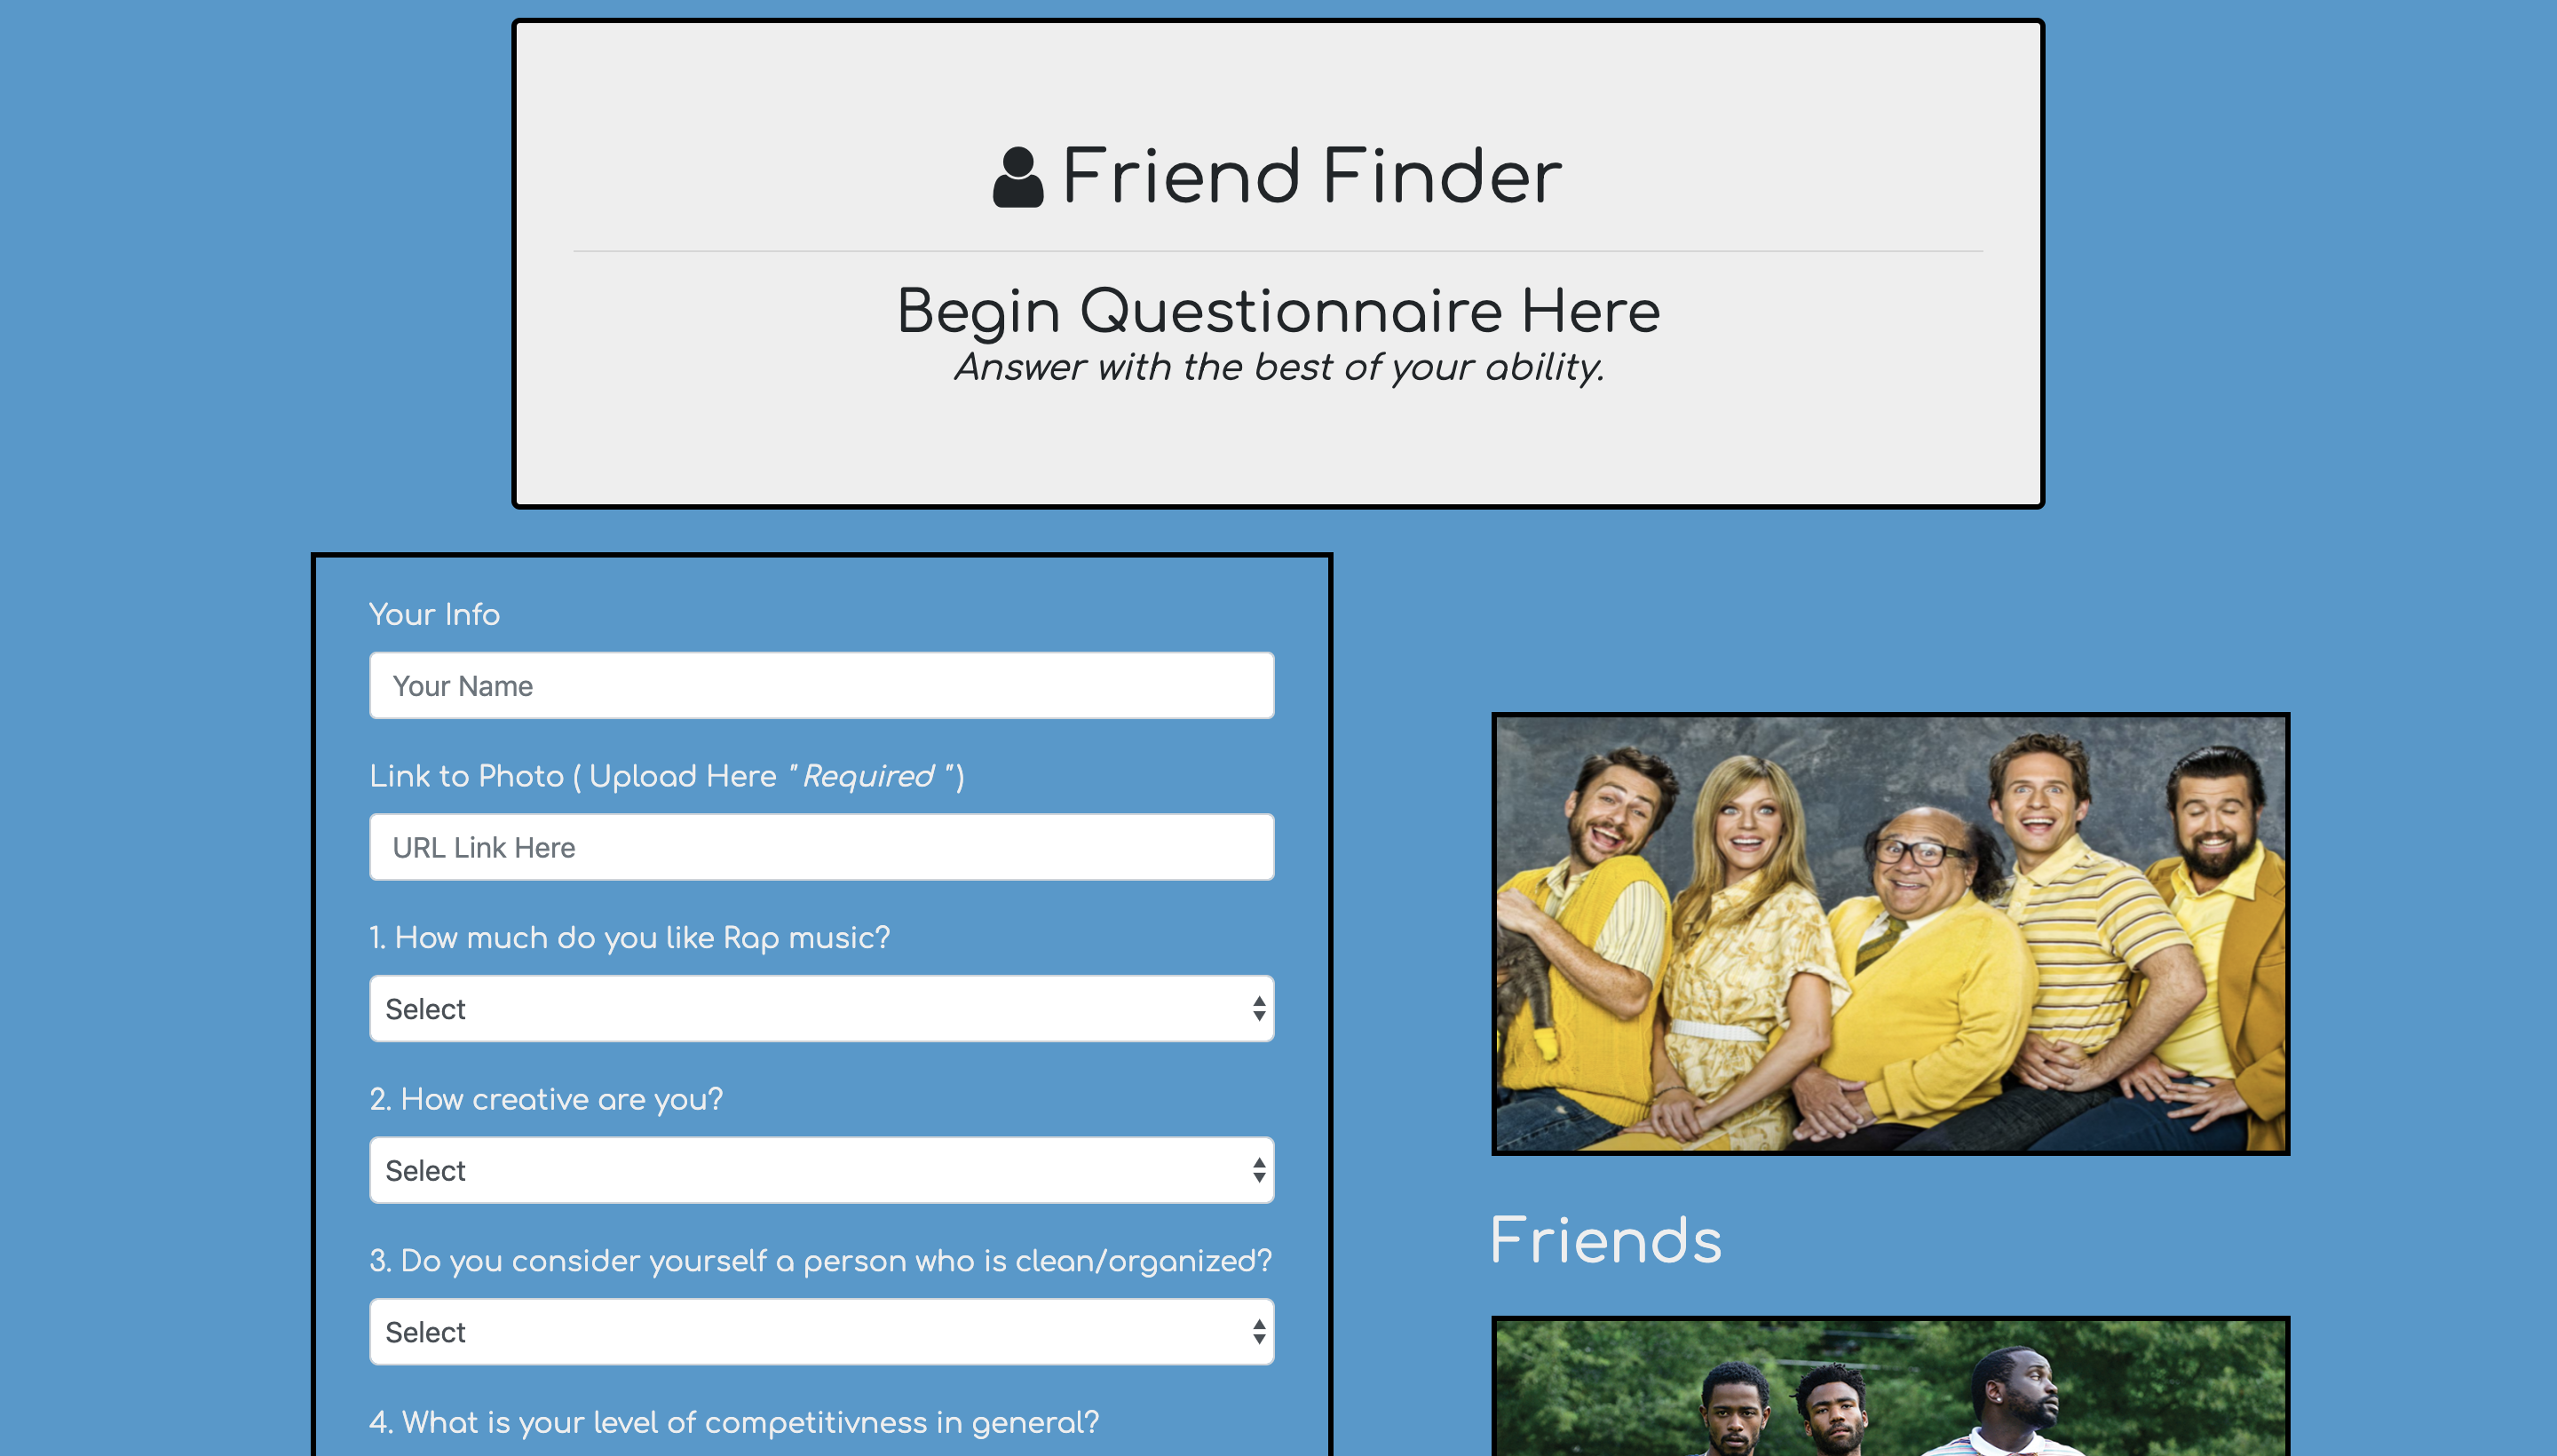 Friend Finder
Begin Questionnaire Here
Answer with the best of your ability.
Your Info
Your Name
Link to Photo ( Upload Here " Required " )
URL Link Here
1. How much do you like Rap music?
Select
2. How creative are you?
Select
3. Do you consider yourself a person who is clean/organized?
Select
4. What is your level of competitivness in general?
Friends